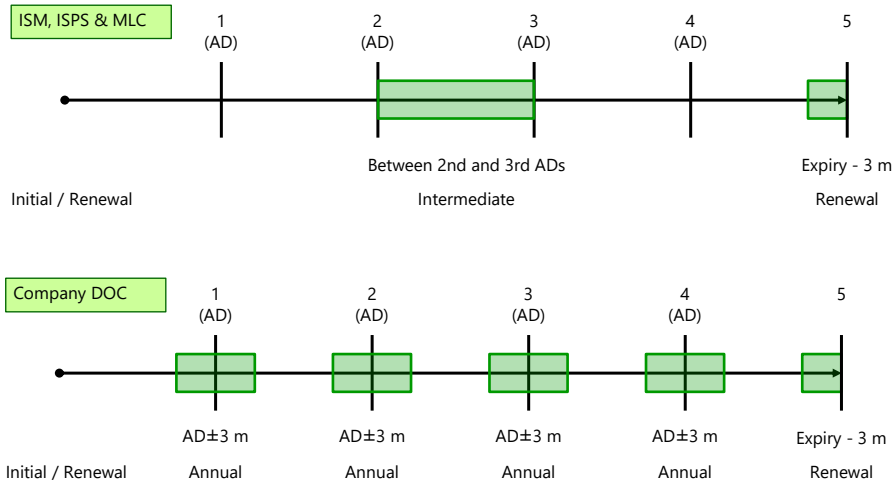 ISM, ISPS & MLC
1 2 3 4 5
(AD) (AD) (AD) (AD)
Between 2nd and 3rd ADs Expiry - 3 m
Initial / Renewal Intermediate Renewal
Company DOC
1 2 3 4 5
(AD) (AD) (AD) (AD)
AD±3 m AD±3 m AD±3 m AD±3 m Expiry - 3 m
Initial / Renewal Annual Annual Annual Annual Renewal